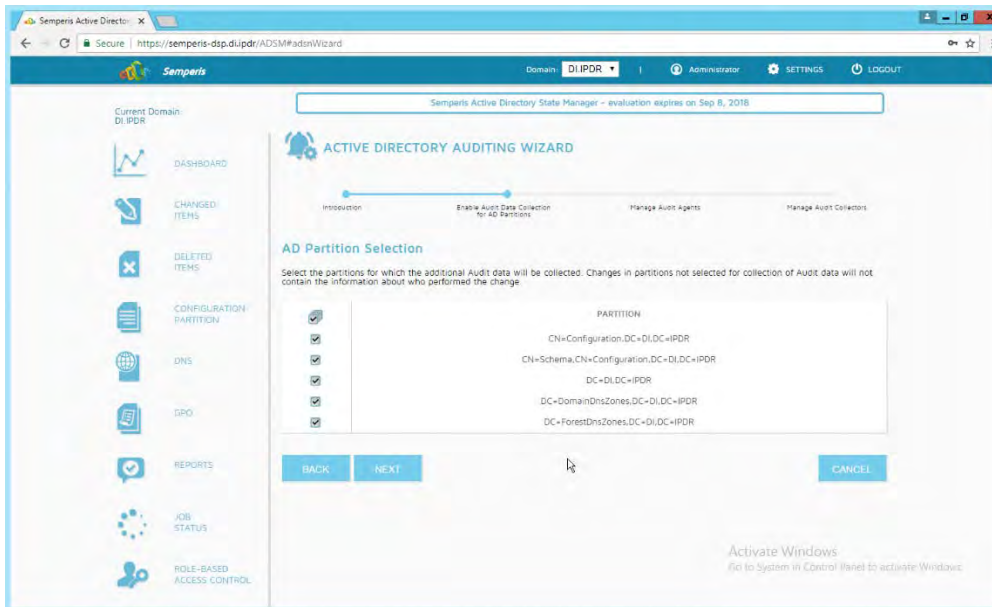 Semperis Active Director
Secure | https://semperis-dsp.di.ipdr/ADSM#adsnWizard
Semperis
Domain: DI.IPDR
Administrator
SETTINGS
LOGOUT
Current Domain:
DI.IPDR
Semperis Active Directory State Manager - evaluation expires on Sep 8, 2018
ACTIVE DIRECTORY AUDITING WIZARD
Introduction
Enable Audit Data Collection
for AD Partitions
Manage Audit Agents
Manage Audit Collectors
DASHBOARD
CHANGED
ITEMS
DELETED
ITEMS
CONFIGURATION
PARTITION
DNS
GPO
REPORTS
JOB
STATUS
ROLE-BASED
ACCESS CONTROL
AD Partition Selection
Select the partitions for which the additional Audit data will be collected. Changes in partitions not selected for collection of Audit data will not
contain the information about who performed the change.
PARTITION
CN=Configuration,DC=DI,DC=IPDR
CN=Schema,CN=Configuration,DC=DI,DC=IPDR
DC=DI,DC=IPDR
DC=DomainDnsZones,DC=DI,DC=IPDR
DC=ForestDnsZones,DC=DI,DC=IPDR
BACK
NEXT
CANCEL
Activate Windows
Go to System in Control Panel to activate Windows.